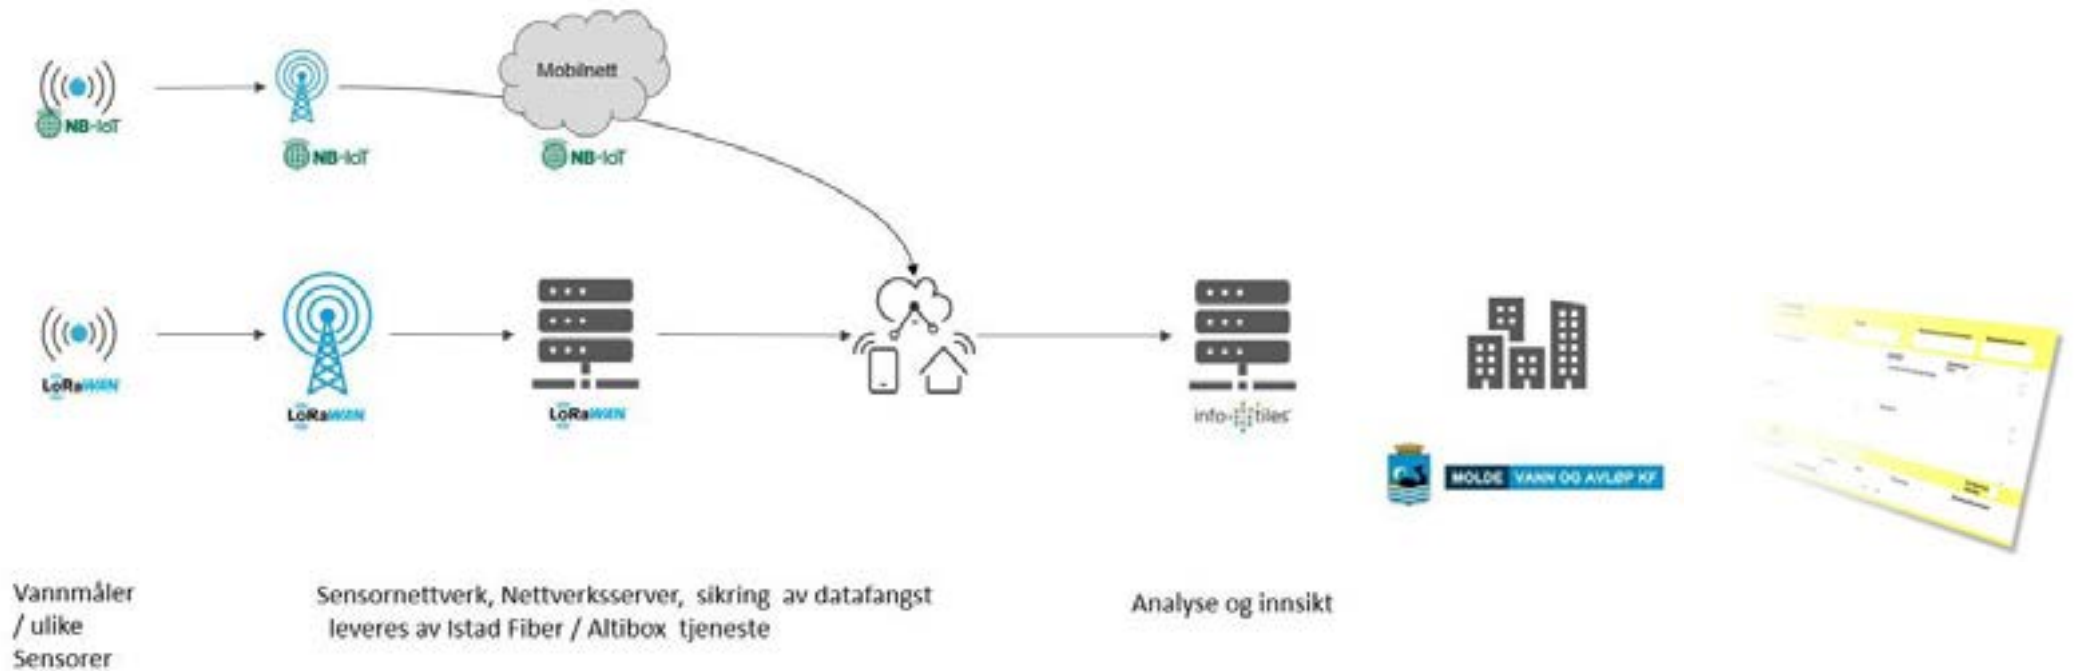 Mobilnett
NB-IoT
NB-IoT
NB-IoT
LoRaWAN
LoRaWAN
LoRaWAN
info-tiles
MOLDE VANN OG AVLØP KF
Vannmåler
/ ulike
Sensorer
Sensornettverk, Nettverksserver, sikring av datafangst
leveres av Istad Fiber / Altibox tjeneste
Analyse og innsikt